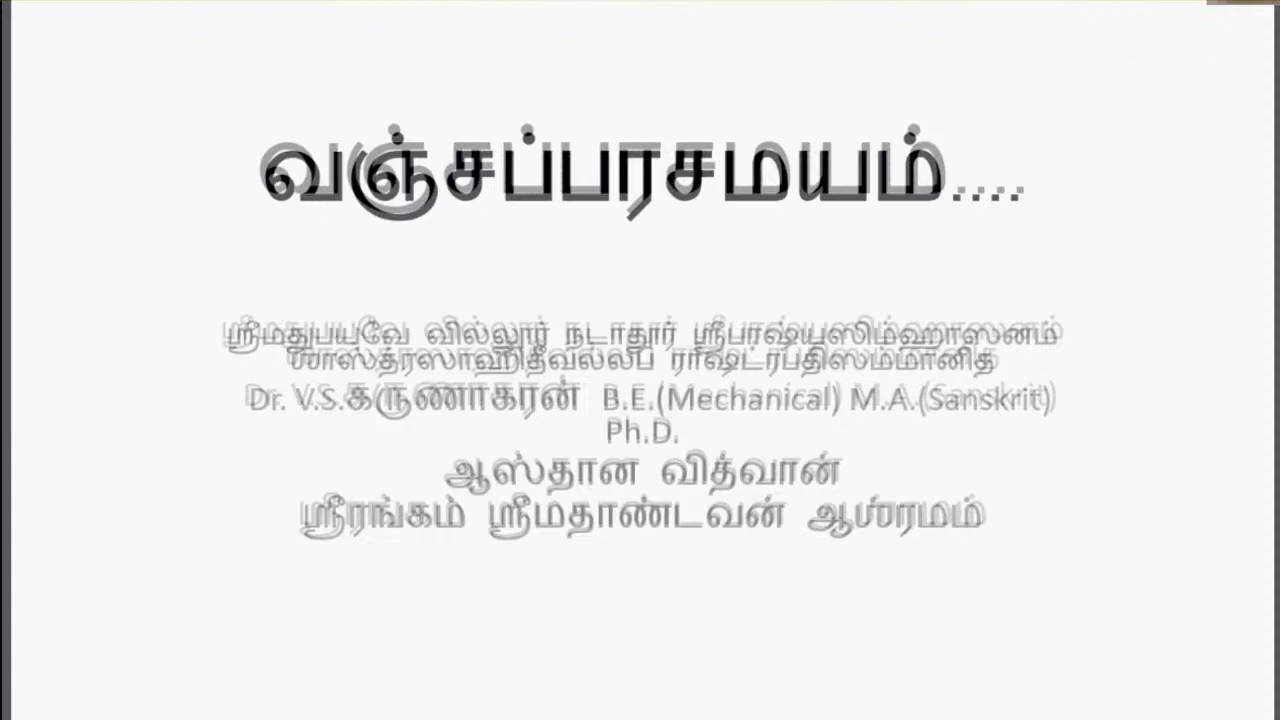 வஞ்சப்பரசமயம்....
ஸ்ரீமதுபயவே வில்லூர் நடாதூர் ஸ்ரீபாஷ்யஸிம்ஹாஸனம்
ஶாஸ்த்ரஸாஹிதீவல்லப ராஷ்ட்ரபதிஸம்மானித
Dr. V.S.கருணாகரன் B.E.(Mechanical) M.A.(Sanskrit)
Ph.D.
ஆஸ்தான வித்வான்
ஸ்ரீரங்கம் ஸ்ரீமதாண்டவன் ஆஶ்ரமம்